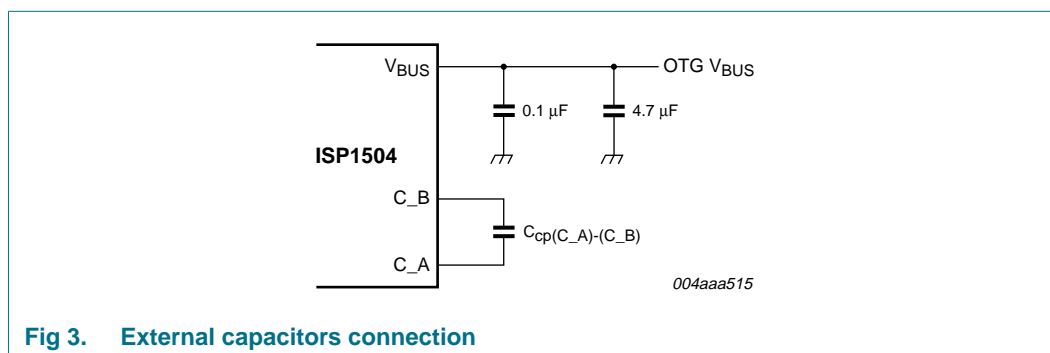 VBUS
OTG VBUS
0.1 μF
4.7 μF
ISP1504
C_B
Ccp(C_A)-(C_B)
C_A
004aaa515
Fig 3. External capacitors connection